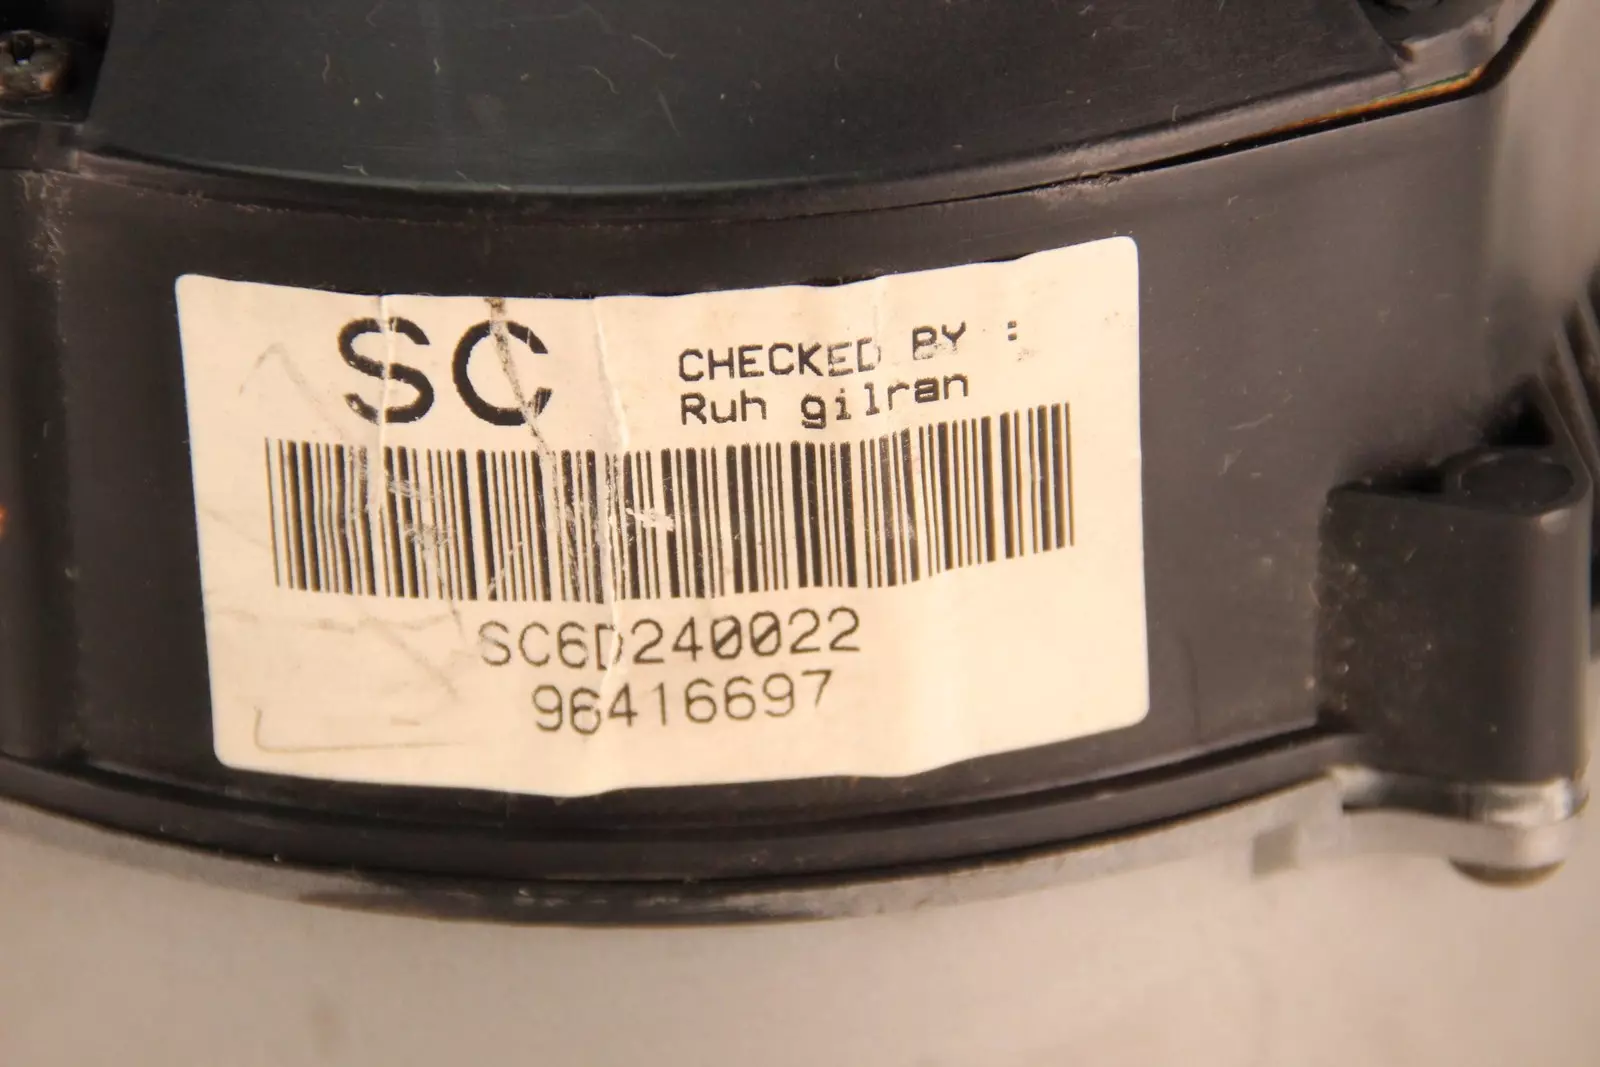 SC
CHECKED BY :
Ruh gilran
SC6D240022
96416697